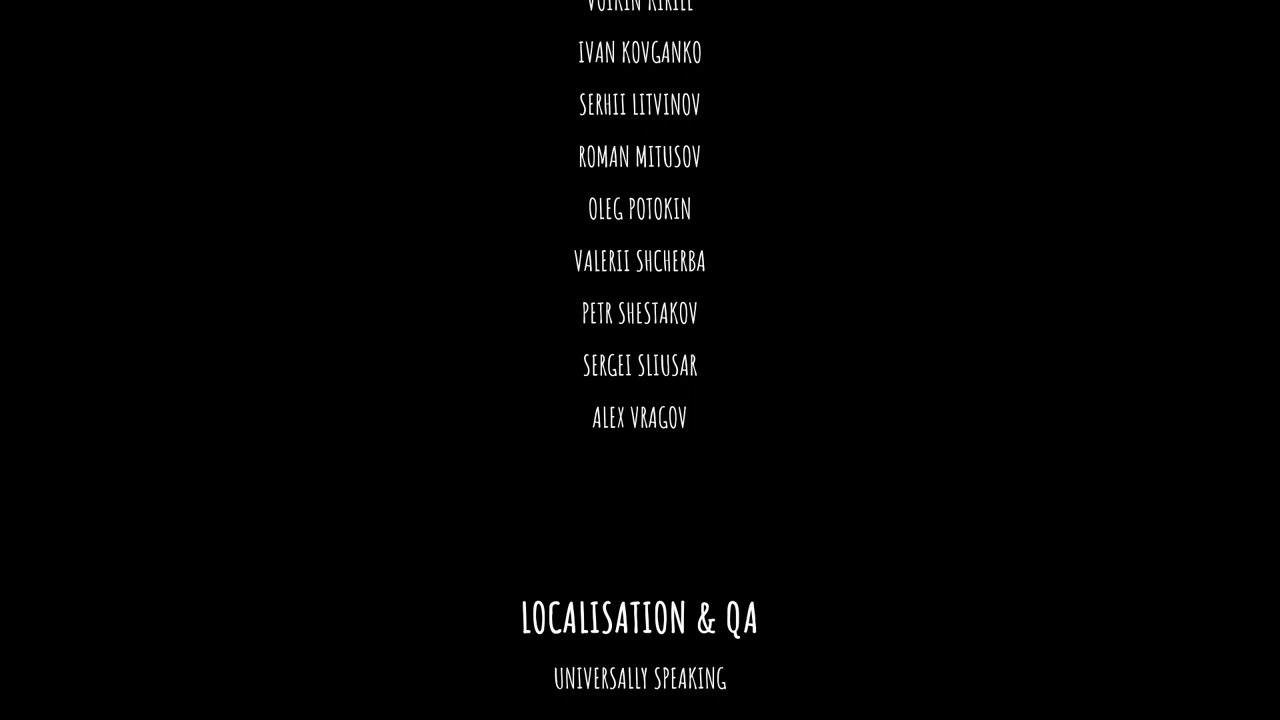 IVAN KOVGANKO
SERHII LITVINOV
ROMAN MITUSOV
OLEG POTOKIN
VALERII SHCHERBA
PETR SHESTAKOV
SERGEI SLIUSAR
ALEX VRAGOV
LOCALISATION & QA
UNIVERSALLY SPEAKING